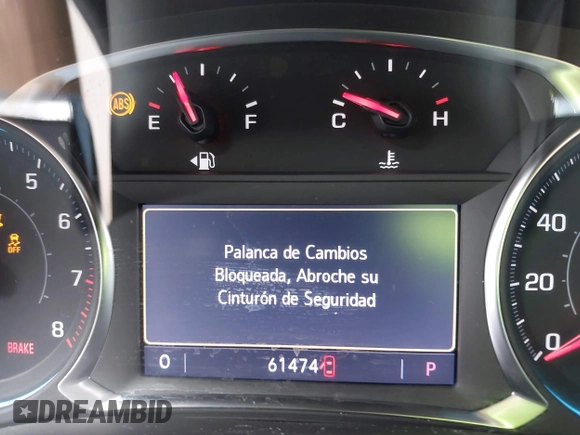 ABS
E F
C H
5
6
7
8
OFF
BRAKE
40
20
0
Palanca de Cambios
Bloqueada, Abroche su
Cinturón de Seguridad
0 61474 P
DREAMBID